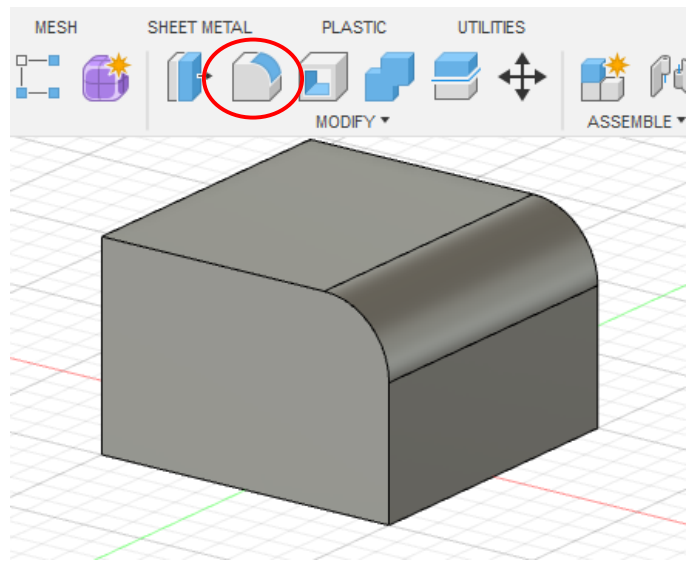 MESH SHEET METAL PLASTIC UTILITIES
MODIFY ▾ ASSEMBLE ▾